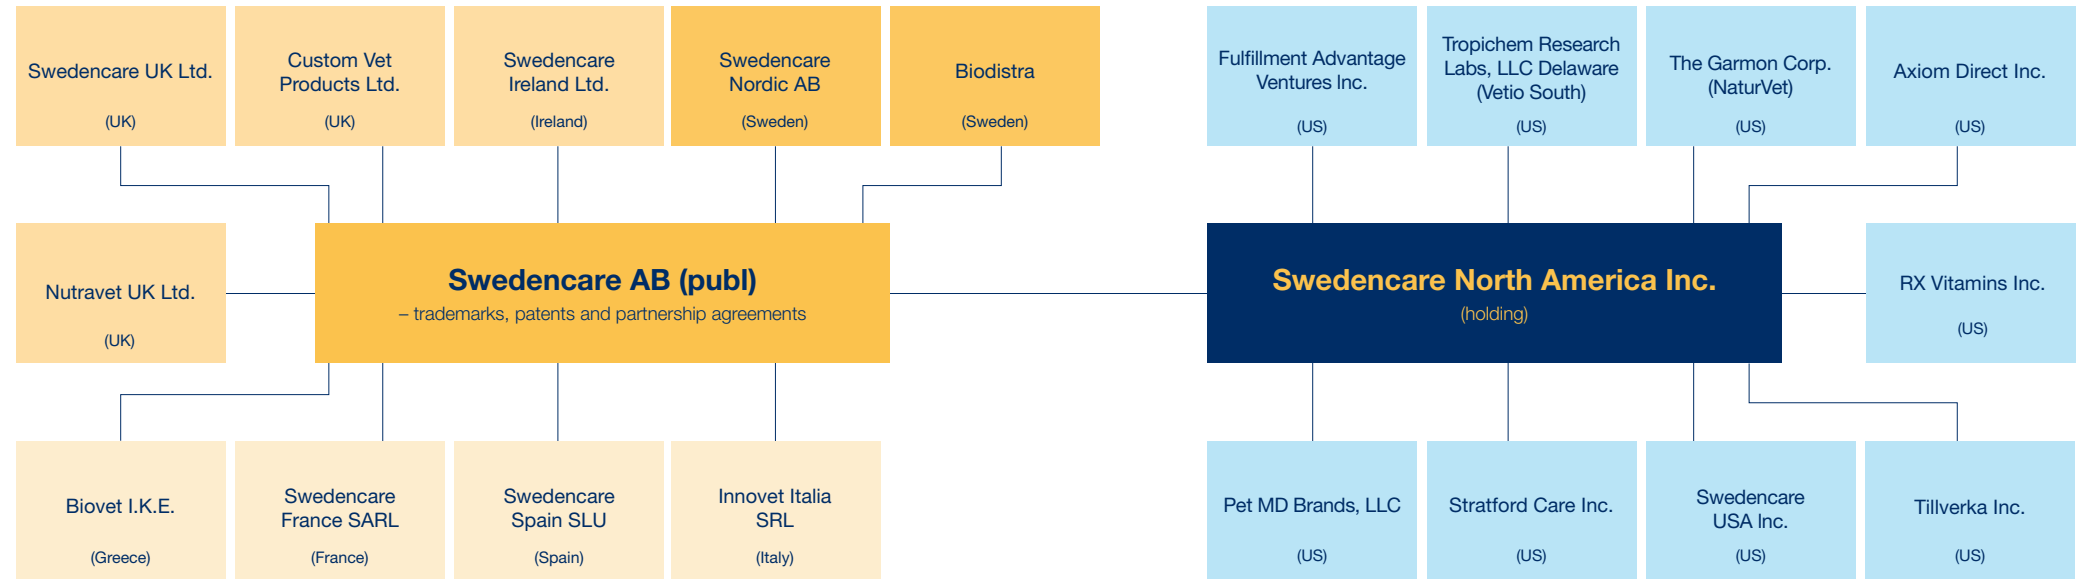 Swedencare UK Ltd.
(UK)
Custom Vet
Products Ltd.
(UK)
Swedencare
Ireland Ltd.
(Ireland)
Swedencare
Nordic AB
(Sweden)
Biodistra
(Sweden)
Fulfillment Advantage
Ventures Inc.
(US)
Tropichem Research
Labs, LLC Delaware
(Vetio South)
(US)
The Garmon Corp.
(NaturVet)
(US)
Axiom Direct Inc.
(US)
Nutravet UK Ltd.
(UK)
Swedencare AB (publ)
– trademarks, patents and partnership agreements
Swedencare North America Inc.
(holding)
RX Vitamins Inc.
(US)
Biovet I.K.E.
(Greece)
Swedencare
France SARL
(France)
Swedencare
Spain SLU
(Spain)
Innovet Italia
SRL
(Italy)
Pet MD Brands, LLC
(US)
Stratford Care Inc.
(US)
Swedencare
USA Inc.
(US)
Tillverka Inc.
(US)